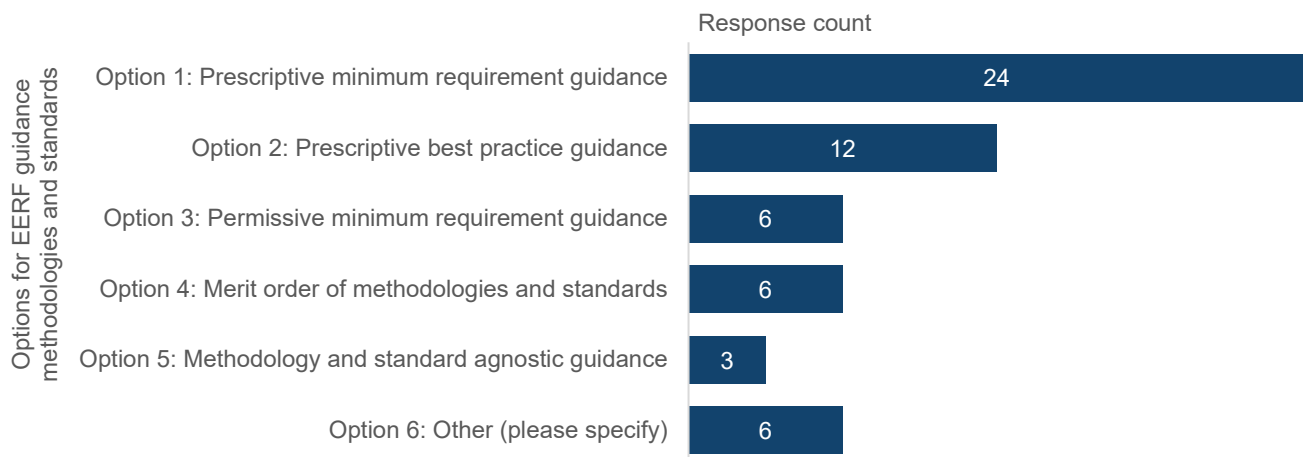 Response count
Options for EERF guidance
methodologies and standards
Option 1: Prescriptive minimum requirement guidance
24
Option 2: Prescriptive best practice guidance
12
Option 3: Permissive minimum requirement guidance
6
Option 4: Merit order of methodologies and standards
6
Option 5: Methodology and standard agnostic guidance
3
Option 6: Other (please specify)
6